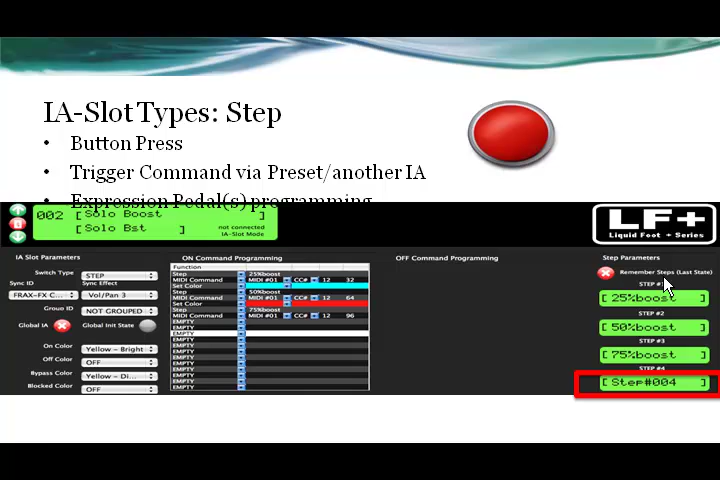 IA-Slot Types: Step
• Button Press
• Trigger Command via Preset/another IA
• Expression Pedal(s) programming
002 [ Solo Boost ]
[ Solo Bst ] not connected
IA-Slot Mode
LF+
Liquid Foot + Series
IA Slot Parameters
ON Command Programming
OFF Command Programming
Step Parameters
Switch Type STEP
Sync ID Sync Effect
FRAX-FX C... Vol/Pan 3
Group ID NOT GROUPED
Global IA Global Init State
On Color Yellow - Bright
Off Color OFF
Bypass Color Yellow - Di...
Blocked Color OFF
Function
Step 25%boost
MIDI Command MIDI #01 CC# 12 32
Set Color
Step 50%boost
MIDI Command MIDI #01 CC# 12 64
Set Color
Step 75%boost
MIDI Command MIDI #01 CC# 12 96
EMPTY
EMPTY
EMPTY
EMPTY
EMPTY
EMPTY
EMPTY
EMPTY
Remember Steps (Last State)
STEP #1
[ 25%boost ]
STEP #2
[ 50%boost ]
STEP #3
[ 75%boost ]
STEP #4
[ Step#004 ]